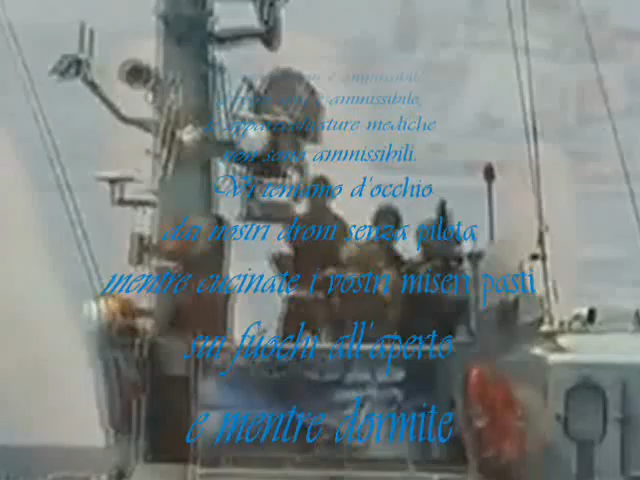 è ammissibile,
è ammissibile,
apparecchiature mediche
non sono ammissibili.
Vi teniamo d'occhio
dai nostri droni senza pilota
mentre cucinate i vostri miseri pasti
su fuochi all'aperto
e mentre dormite